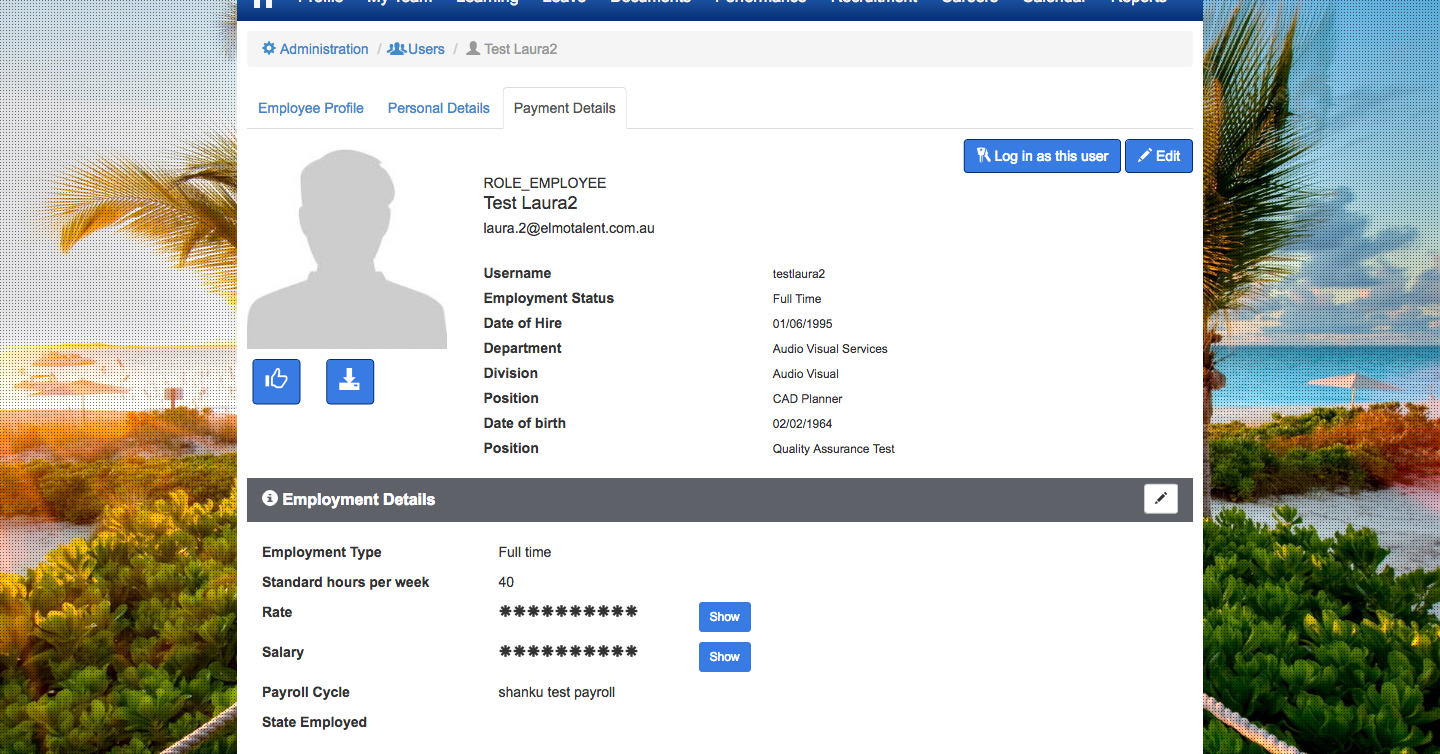 Profile My Team Learning Leave Documents Performance Recruitment Careers Calendar Reports
Administration / Users / Test Laura2
Employee Profile Personal Details Payment Details
Log in as this user Edit
ROLE_EMPLOYEE
Test Laura2
laura.2@elmotalent.com.au
Username testlaura2
Employment Status Full Time
Date of Hire 01/06/1995
Department Audio Visual Services
Division Audio Visual
Position CAD Planner
Date of birth 02/02/1964
Position Quality Assurance Test
Employment Details
Employment Type Full time
Standard hours per week 40
Rate ********** Show
Salary ********** Show
Payroll Cycle shanku test payroll
State Employed